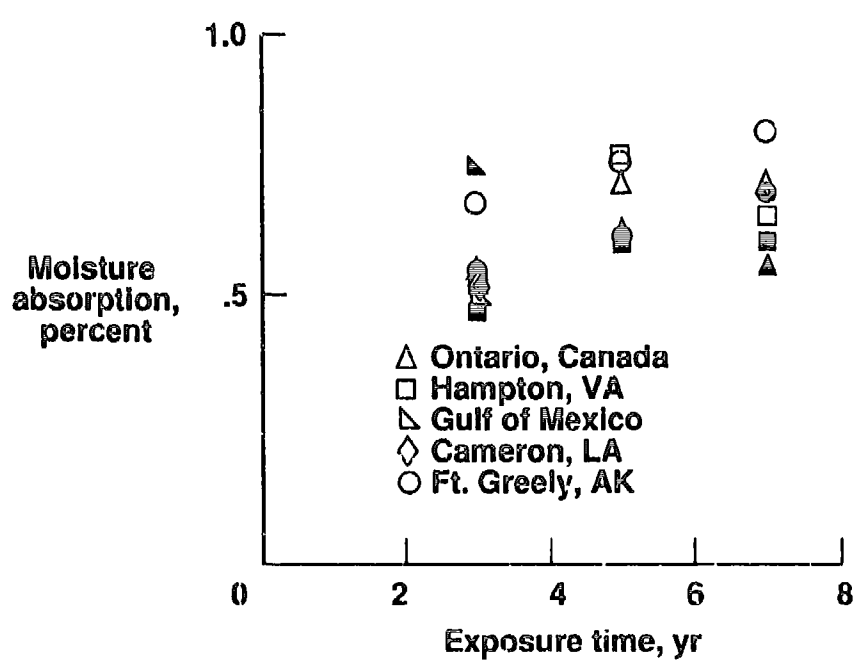 1.0
Moisture
absorption,
percent
.5
Ontario, Canada
Hampton, VA
Gulf of Mexico
Cameron, LA
Ft. Greely, AK
0 2 4 6 8
Exposure time, yr